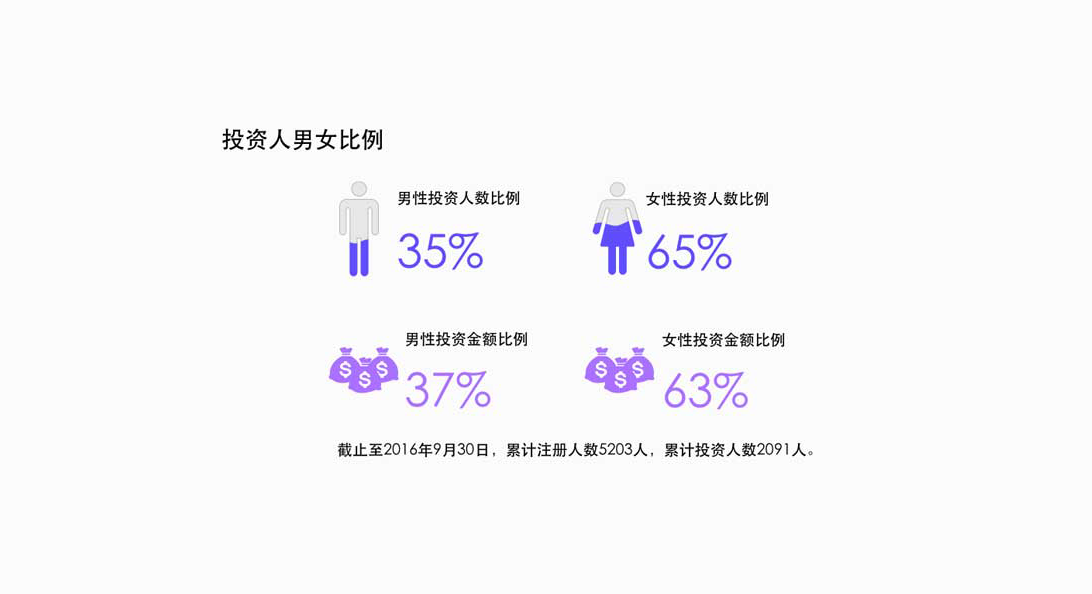 投资人男女比例
男性投资人数比例
35%
女性投资人数比例
65%
男性投资金额比例
$ $ $
37%
女性投资金额比例
$ $ $
63%
截止至2016年9月30日，累计注册人数5203人，累计投资人数2091人。